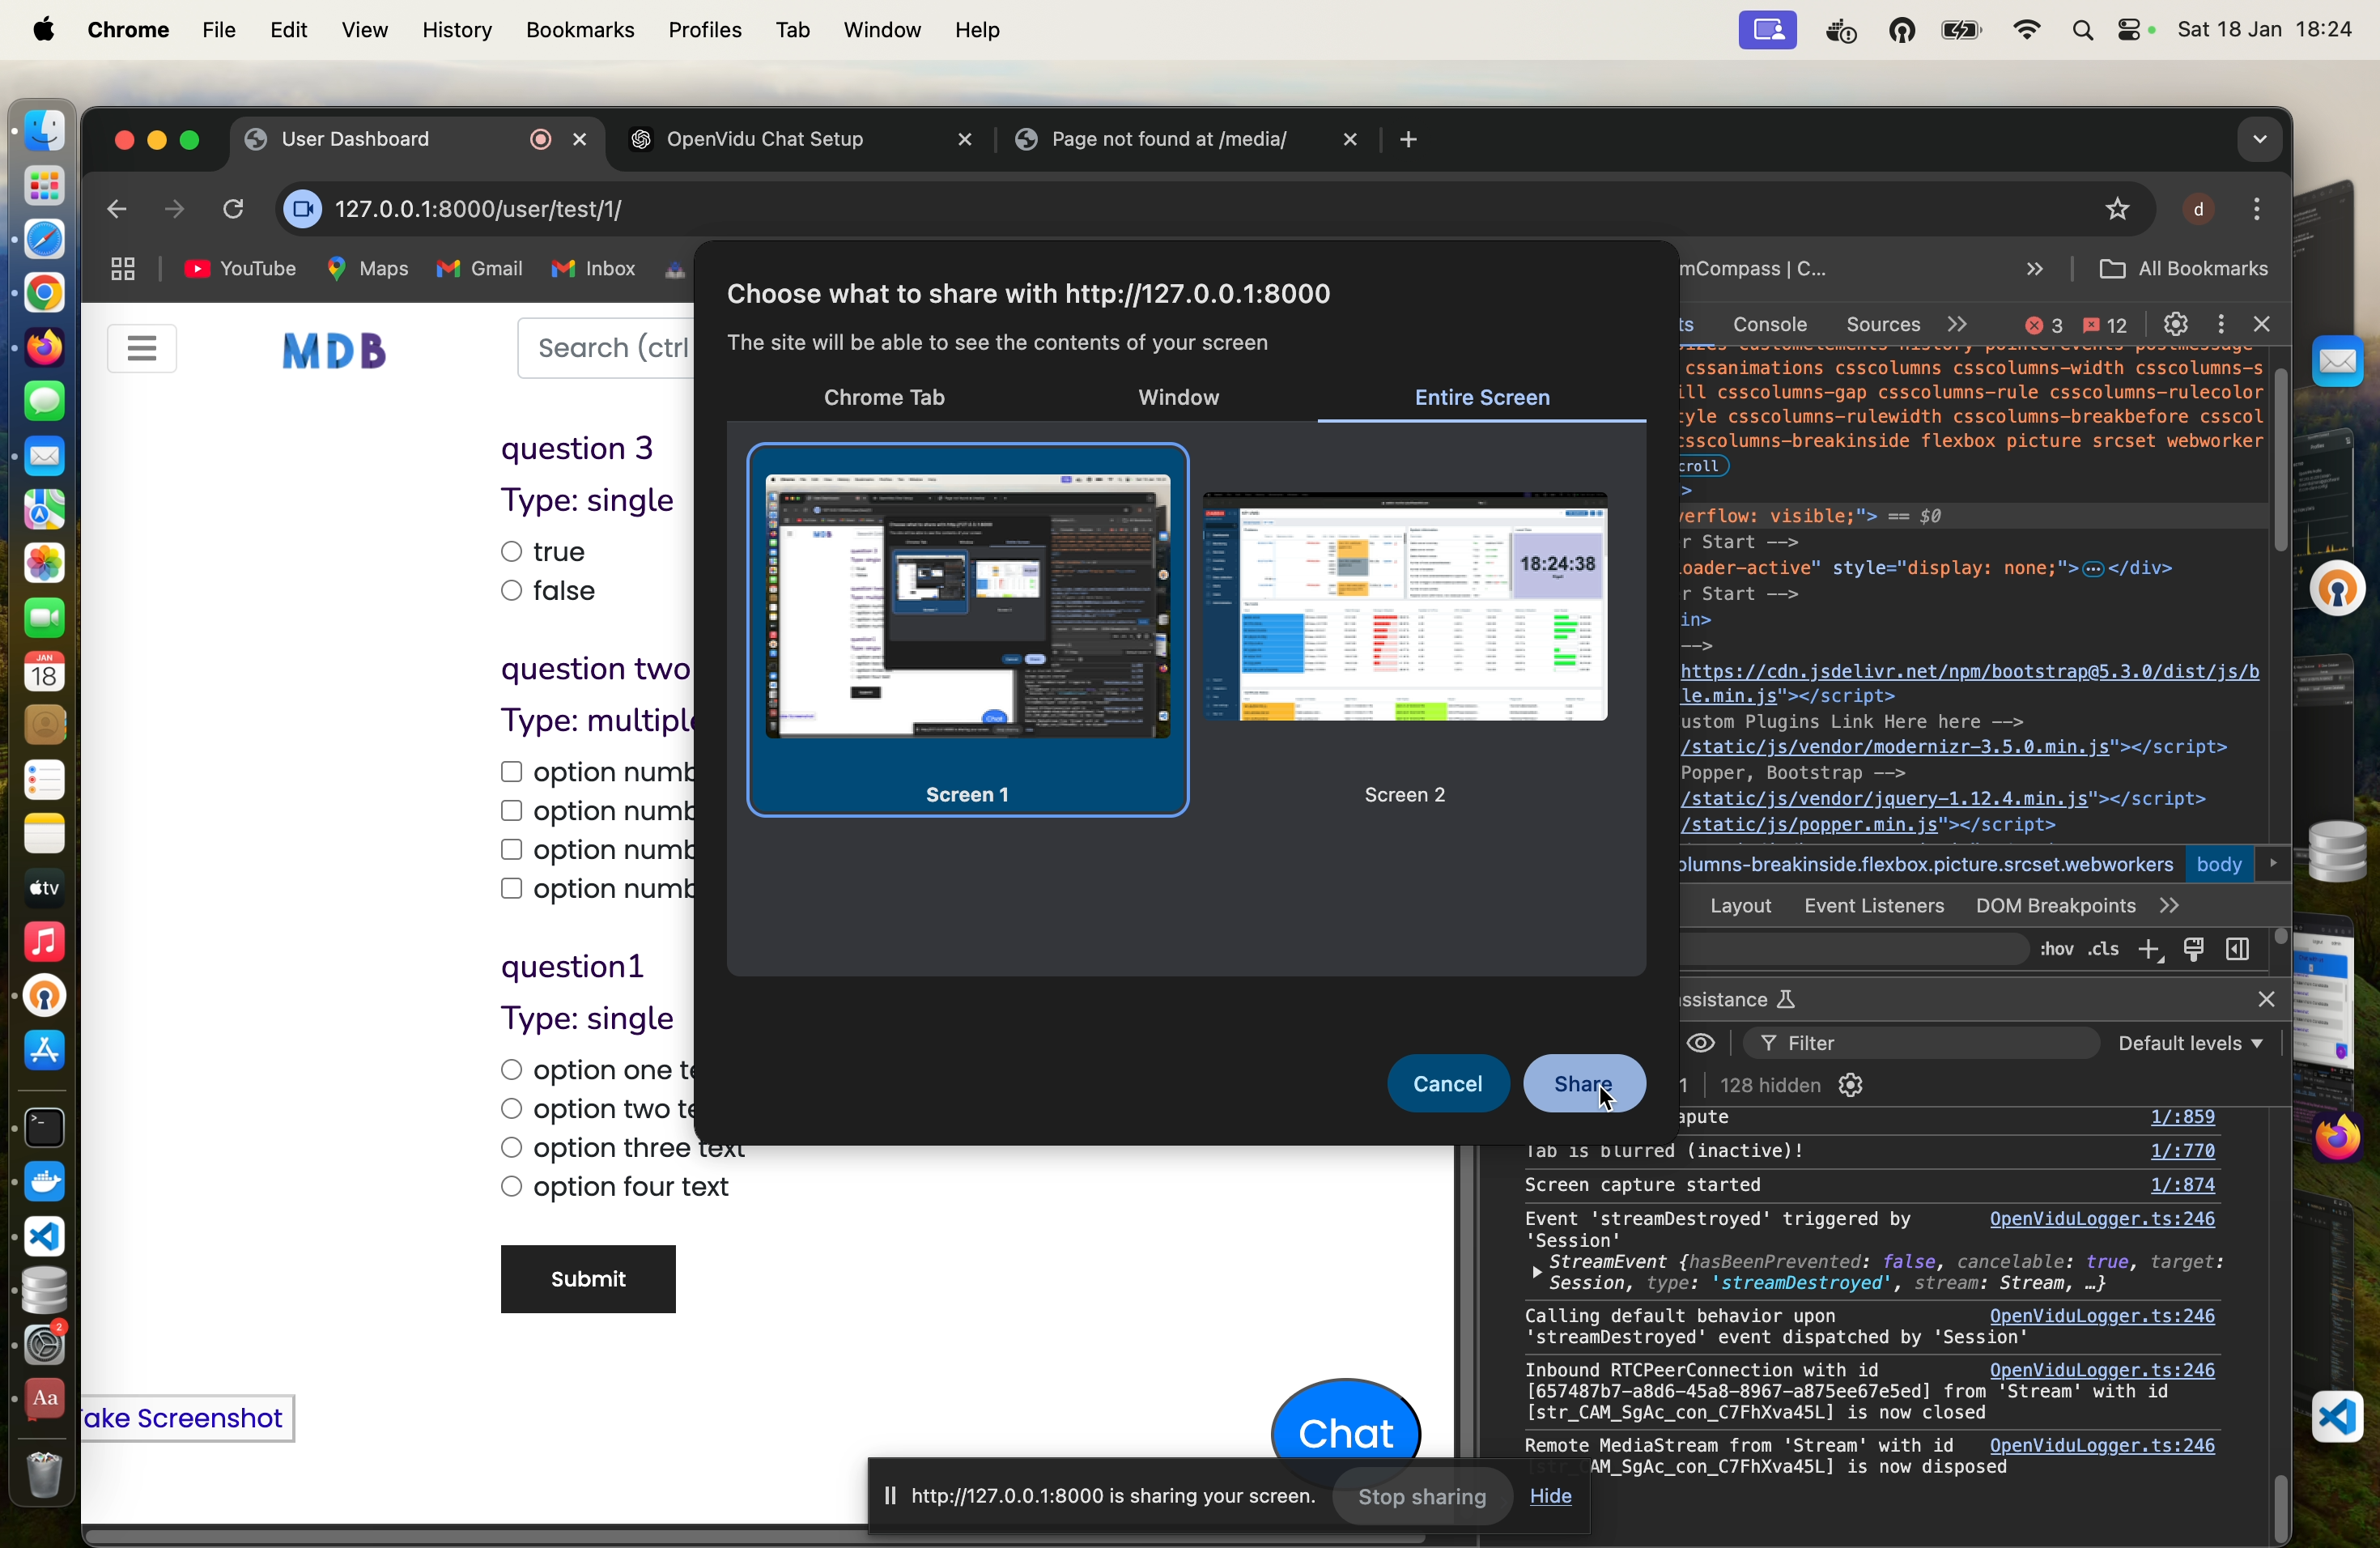 Chrome File Edit View History Bookmarks Profiles Tab Window Help
Sat 18 Jan 18:24
User Dashboard
OpenVidu Chat Setup
Page not found at /media/
127.0.0.1:8000/user/test/1/
d
YouTube Maps Gmail Inbox
mCompass | C...
All Bookmarks
MDB
Search (ctrl
question 3
Type: single
true
false
question two
Type: multiple
option numb
option numb
option numb
option numb
question1
Type: single
option one te
option two te
option three text
option four text
Submit
ake Screenshot
Chat
Choose what to share with http://127.0.0.1:8000
The site will be able to see the contents of your screen
Chrome Tab Window Entire Screen
18:24:38
Screen 1
Screen 2
Cancel Share
ts Console Sources 3 12
cssanimations csscolumns csscolumns-width csscolumns-s
ill csscolumns-gap csscolumns-rule csscolumns-rulecolor
tyle csscolumns-rulewidth csscolumns-breakbefore csscol
csscolumns-breakinside flexbox picture srcset webworker
croll
>
verflow: visible;"> == $0
r Start -->
oader-active" style="display: none;">…</div>
r Start -->
in>
-->
https://cdn.jsdelivr.net/npm/bootstrap@5.3.0/dist/js/b
le.min.js"></script>
ustom Plugins Link Here here -->
/static/js/vendor/modernizr-3.5.0.min.js"></script>
Popper, Bootstrap -->
/static/js/vendor/jquery-1.12.4.min.js"></script>
/static/js/popper.min.js"></script>
olumns-breakinside.flexbox.picture.srcset.webworkers body
Layout Event Listeners DOM Breakpoints
:hov .cls
ssistance
Filter Default levels
1 128 hidden
apute 1/:859
Tab is blurred (inactive)! 1/:770
Screen capture started 1/:874
Event 'streamDestroyed' triggered by OpenViduLogger.ts:246
'Session'
StreamEvent {hasBeenPrevented: false, cancelable: true, target:
Session, type: 'streamDestroyed', stream: Stream, …}
Calling default behavior upon OpenViduLogger.ts:246
'streamDestroyed' event dispatched by 'Session'
Inbound RTCPeerConnection with id OpenViduLogger.ts:246
[657487b7-a8d6-45a8-8967-a875ee67e5ed] from 'Stream' with id
[str_CAM_SgAc_con_C7FhXva45L] is now closed
Remote MediaStream from 'Stream' with id OpenViduLogger.ts:246
[str_CAM_SgAc_con_C7FhXva45L] is now disposed
http://127.0.0.1:8000 is sharing your screen. Stop sharing Hide
JAN
18
tv
2
Aa